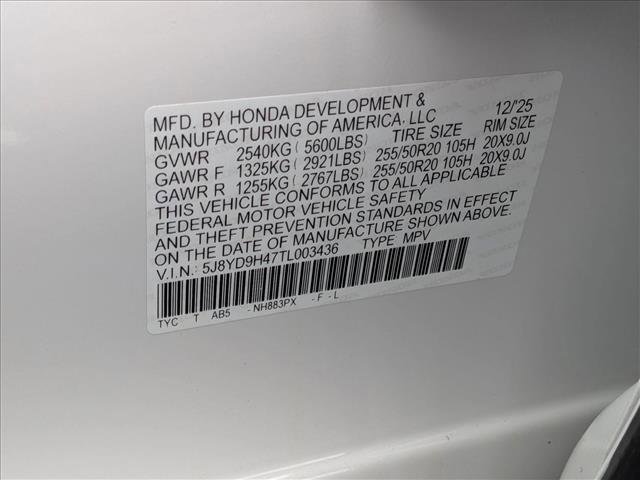 MFD. BY HONDA DEVELOPMENT &
MANUFACTURING OF AMERICA, LLC 12/'25
GVWR 2540KG ( 5600LBS) TIRE SIZE RIM SIZE
GAWR F 1325KG ( 2921LBS) 255/50R20 105H 20X9.0J
GAWR R 1255KG ( 2767LBS) 255/50R20 105H 20X9.0J
THIS VEHICLE CONFORMS TO ALL APPLICABLE
FEDERAL MOTOR VEHICLE SAFETY
AND THEFT PREVENTION STANDARDS IN EFFECT
ON THE DATE OF MANUFACTURE SHOWN ABOVE.
V.I.N.: 5J8YD9H47TL003436 TYPE MPV
TYC T AB5 -NH883PX -F-L